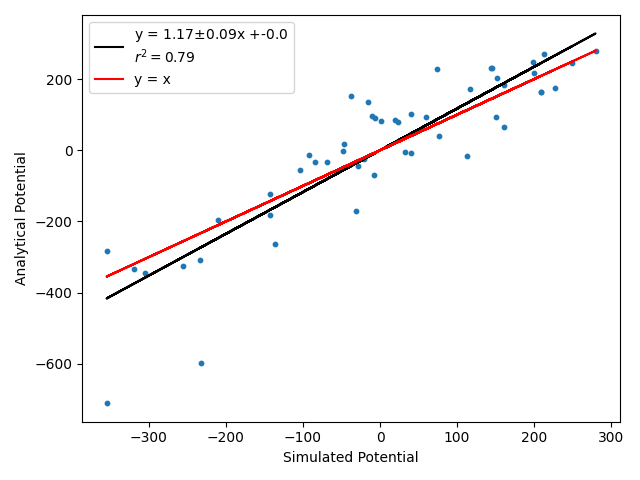 y = 1.17±0.09x +-0.0
r² = 0.79
y = x
200
0
−200
−400
−600
Analytical Potential
−300
−200
−100
0
100
200
300
Simulated Potential